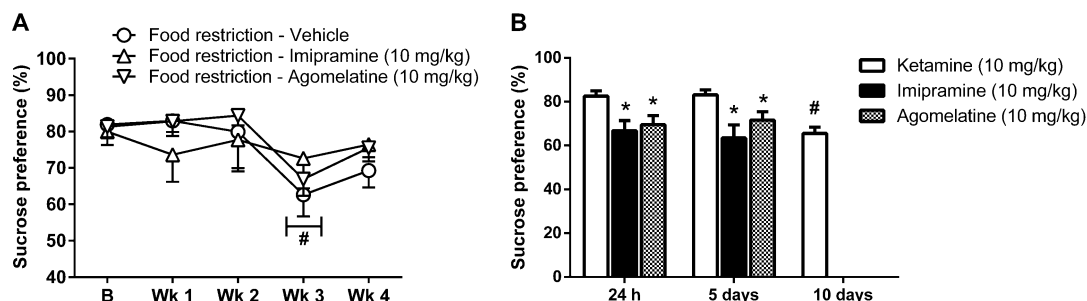 A
Food restriction - Vehicle
Food restriction - Imipramine (10 mg/kg)
Food restriction - Agomelatine (10 mg/kg)
Sucrose preference (%)
100
80
70
60
50
40
#
B
Wk 1
Wk 2
Wk 3
Wk 4
B
Sucrose preference (%)
100
80
60
40
20
0
* *
* *
#
24 h
5 days
10 days
Ketamine (10 mg/kg)
Imipramine (10 mg/kg)
Agomelatine (10 mg/kg)